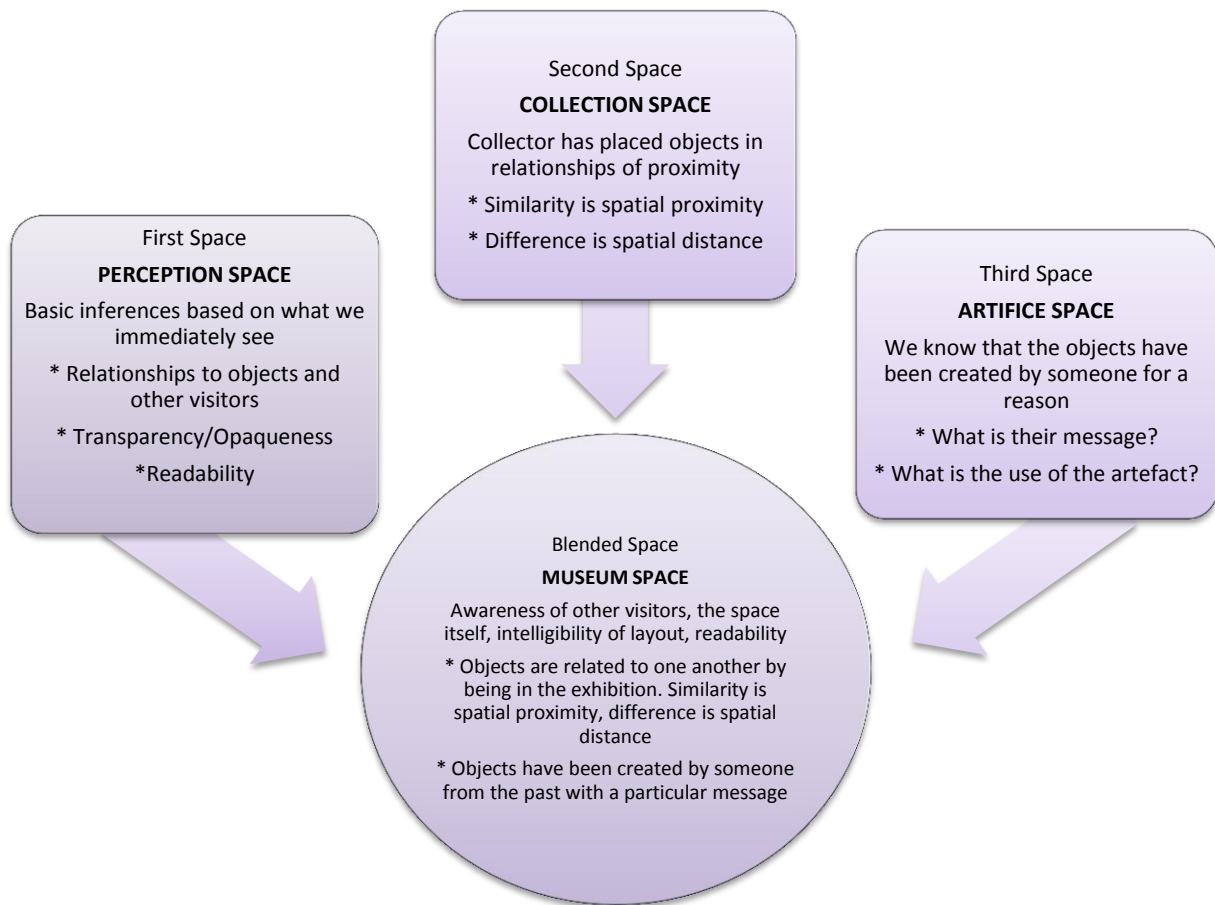 First Space
PERCEPTION SPACE
Basic inferences based on what we
immediately see
* Relationships to objects and
other visitors
* Transparency/Opaqueness
*Readability
Second Space
COLLECTION SPACE
Collector has placed objects in
relationships of proximity
* Similarity is spatial proximity
* Difference is spatial distance
Third Space
ARTIFICE SPACE
We know that the objects have
been created by someone for a
reason
* What is their message?
* What is the use of the artefact?
Blended Space
MUSEUM SPACE
Awareness of other visitors, the space
itself, intelligibility of layout, readability
* Objects are related to one another by
being in the exhibition. Similarity is
spatial proximity, difference is spatial
distance
* Objects have been created by someone
from the past with a particular message